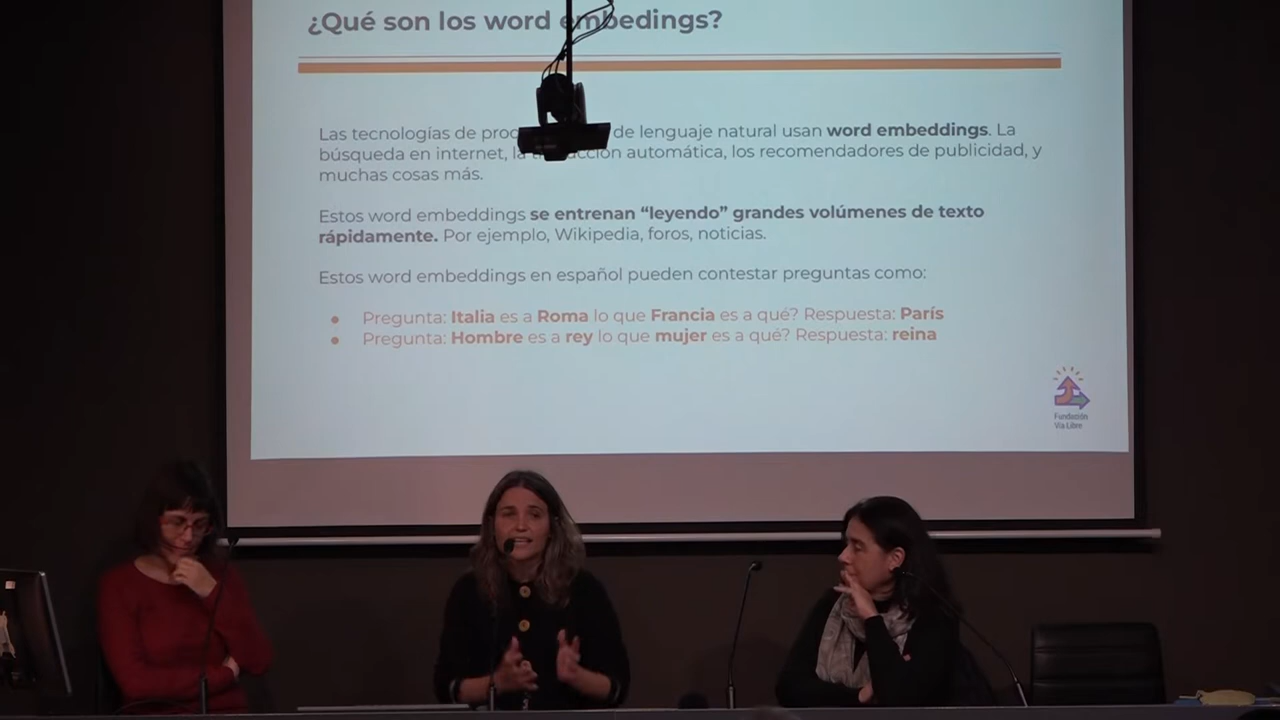 ¿Qué son los word embedings?
Las tecnologías de proc de lenguaje natural usan word embeddings. La
búsqueda en internet, la automática, los recomendadores de publicidad, y
muchas cosas más.
Estos word embeddings se entrenan “leyendo” grandes volúmenes de texto
rápidamente. Por ejemplo, Wikipedia, foros, noticias.
Estos word embeddings en español pueden contestar preguntas como:
● Pregunta: Italia es a Roma lo que Francia es a qué? Respuesta: París
● Pregunta: Hombre es a rey lo que mujer es a qué? Respuesta: reina
Fundación
Vía Libre